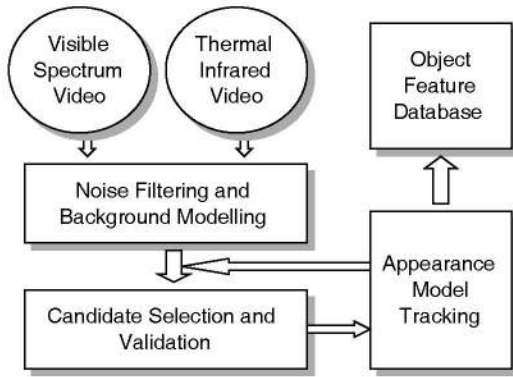 Visible
Spectrum
Video
Thermal
Infrared
Video
Object
Feature
Database
Noise Filtering and
Background Modelling
Appearance
Model
Tracking
Candidate Selection and
Validation